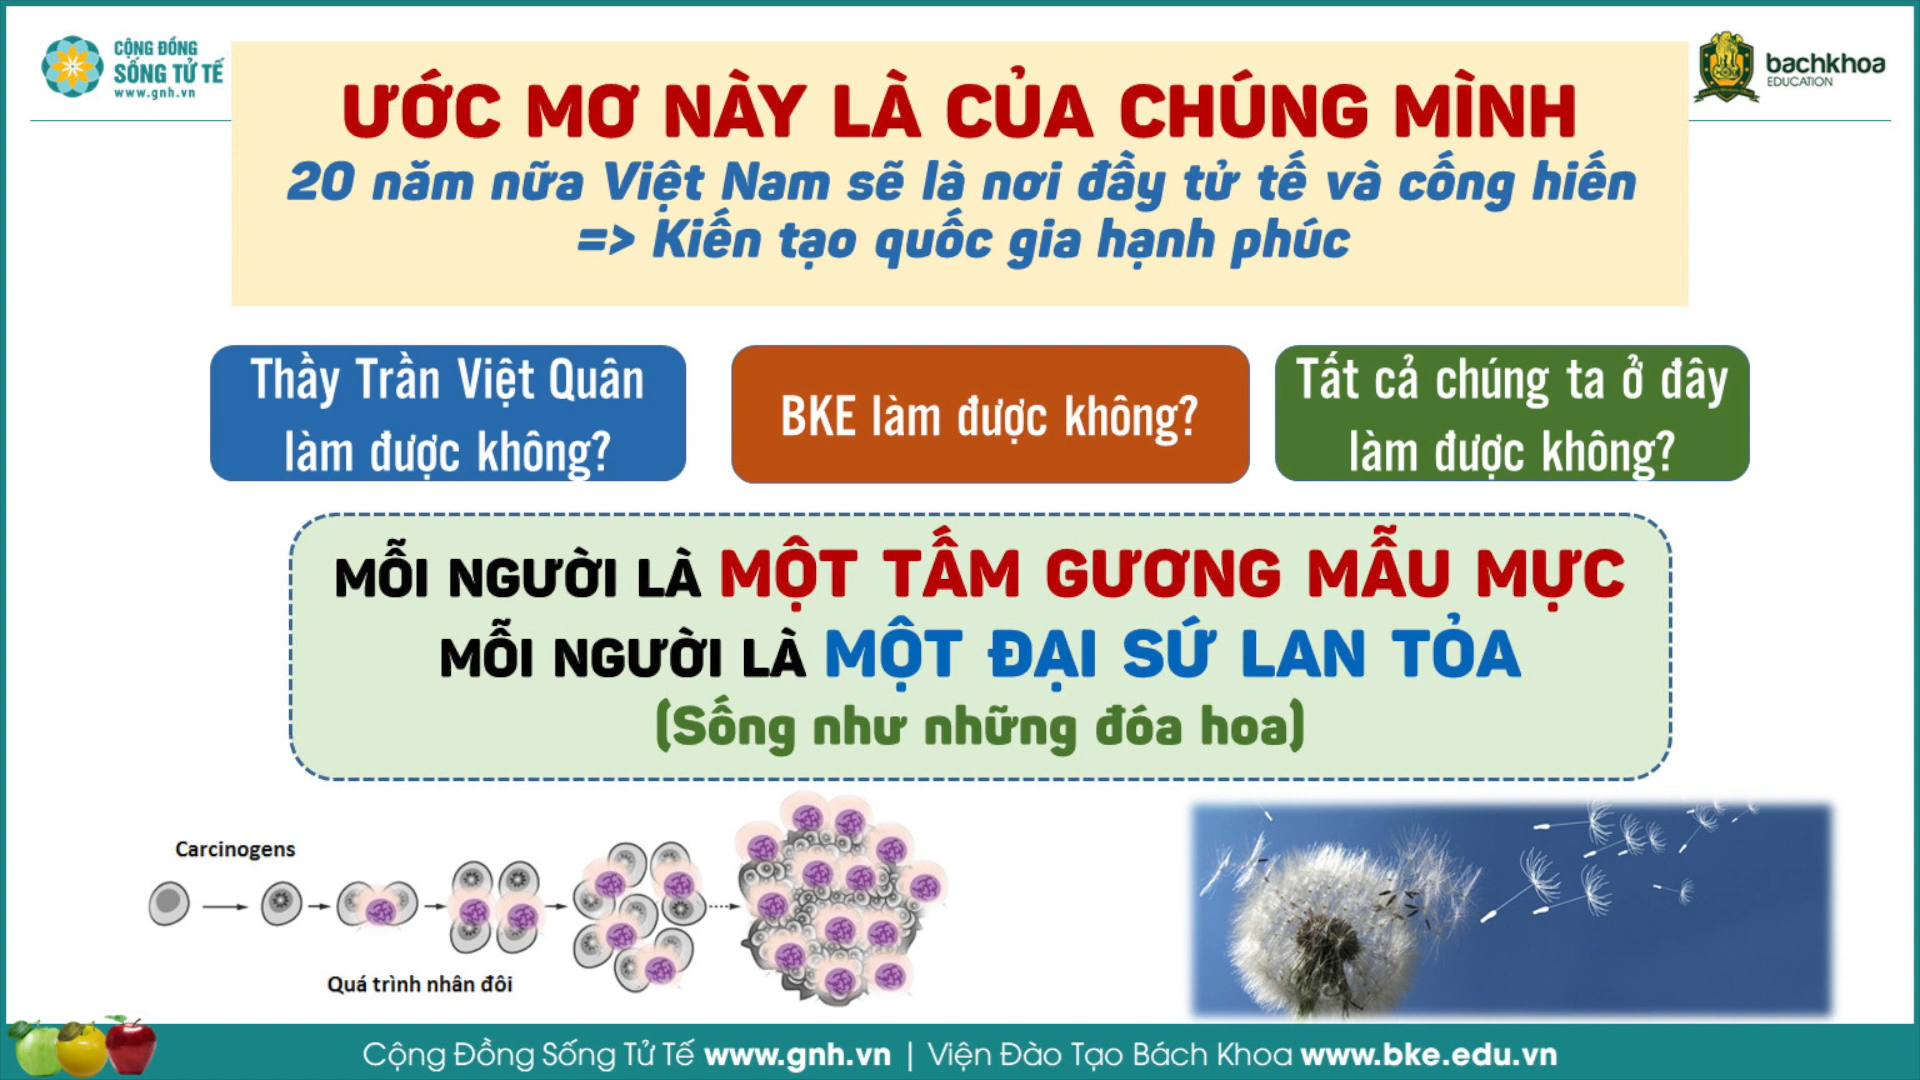 CỘNG ĐỒNG
SỐNG TỬ TẾ
www.gnh.vn
bachkhoa
EDUCATION
ƯỚC MƠ NÀY LÀ CỦA CHÚNG MÌNH
20 năm nữa Việt Nam sẽ là nơi đầy tử tế và cống hiến
=> Kiến tạo quốc gia hạnh phúc
Thầy Trần Việt Quân
làm được không?
BKE làm được không?
Tất cả chúng ta ở đây
làm được không?
MỖI NGƯỜI LÀ MỘT TẤM GƯƠNG MẪU MỰC
MỖI NGƯỜI LÀ MỘT ĐẠI SỨ LAN TỎA
(Sống như những đóa hoa)
Carcinogens
Quá trình nhân đôi
Cộng Đồng Sống Tử Tế www.gnh.vn | Viện Đào Tạo Bách Khoa www.bke.edu.vn